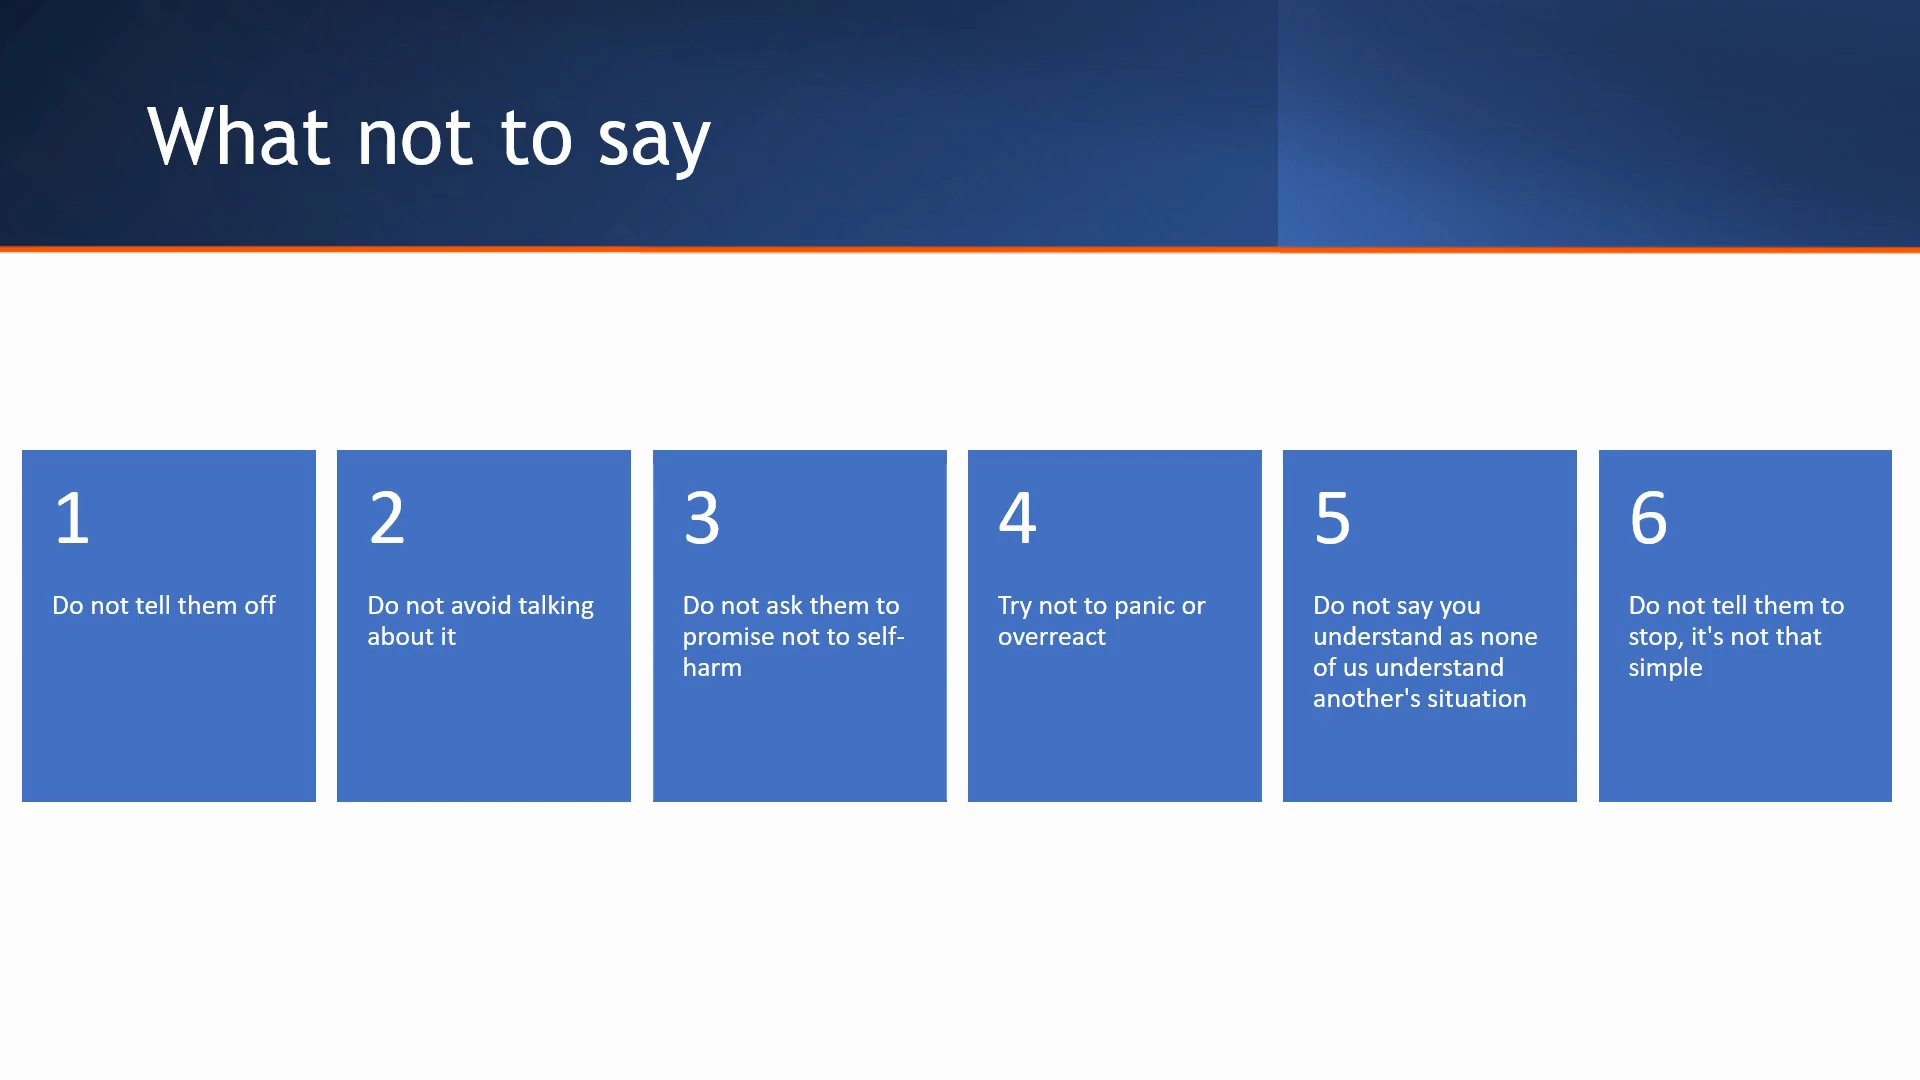 What not to say
1
Do not tell them off
2
Do not avoid talking
about it
3
Do not ask them to
promise not to self-
harm
4
Try not to panic or
overreact
5
Do not say you
understand as none
of us understand
another's situation
6
Do not tell them to
stop, it's not that
simple